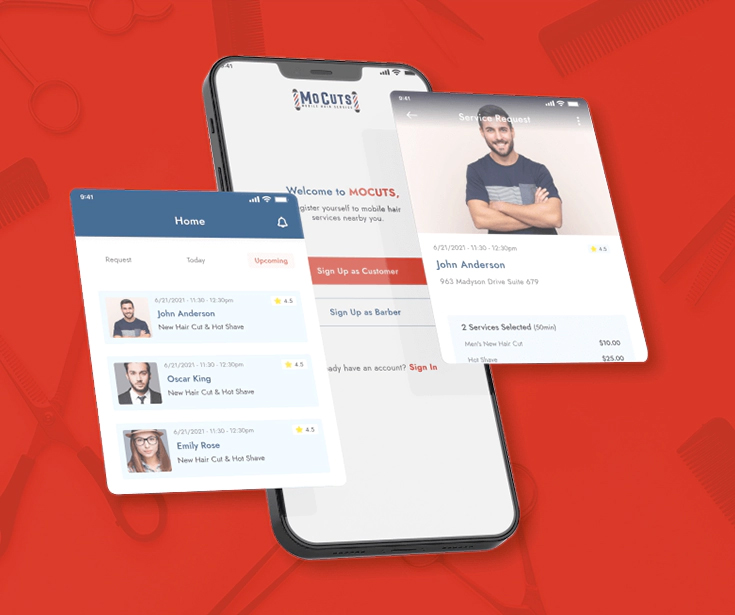 9:41
Home
Request Today Upcoming
6/21/2021 - 11:30 - 12:30pm 4.5
John Anderson
New Hair Cut & Hot Shave
6/21/2021 - 11:30 - 12:30pm 4.5
Oscar King
New Hair Cut & Hot Shave
6/21/2021 - 11:30 - 12:30pm 4.5
Emily Rose
New Hair Cut & Hot Shave
:41
MOCUTS
MOBILE HAIR SERVICE
Welcome to MOCUTS,
egister yourself to mobile hair
services nearby you.
Sign Up as Customer
Sign Up as Barber
eady have an account? Sign In
9:41
Service Request
6/21/2021 - 11:30 - 12:30pm 4.5
John Anderson
963 Madyson Drive Suite 679
2 Services Selected (50min)
Men's New Hair Cut $10.00
Hot Shave $25.00